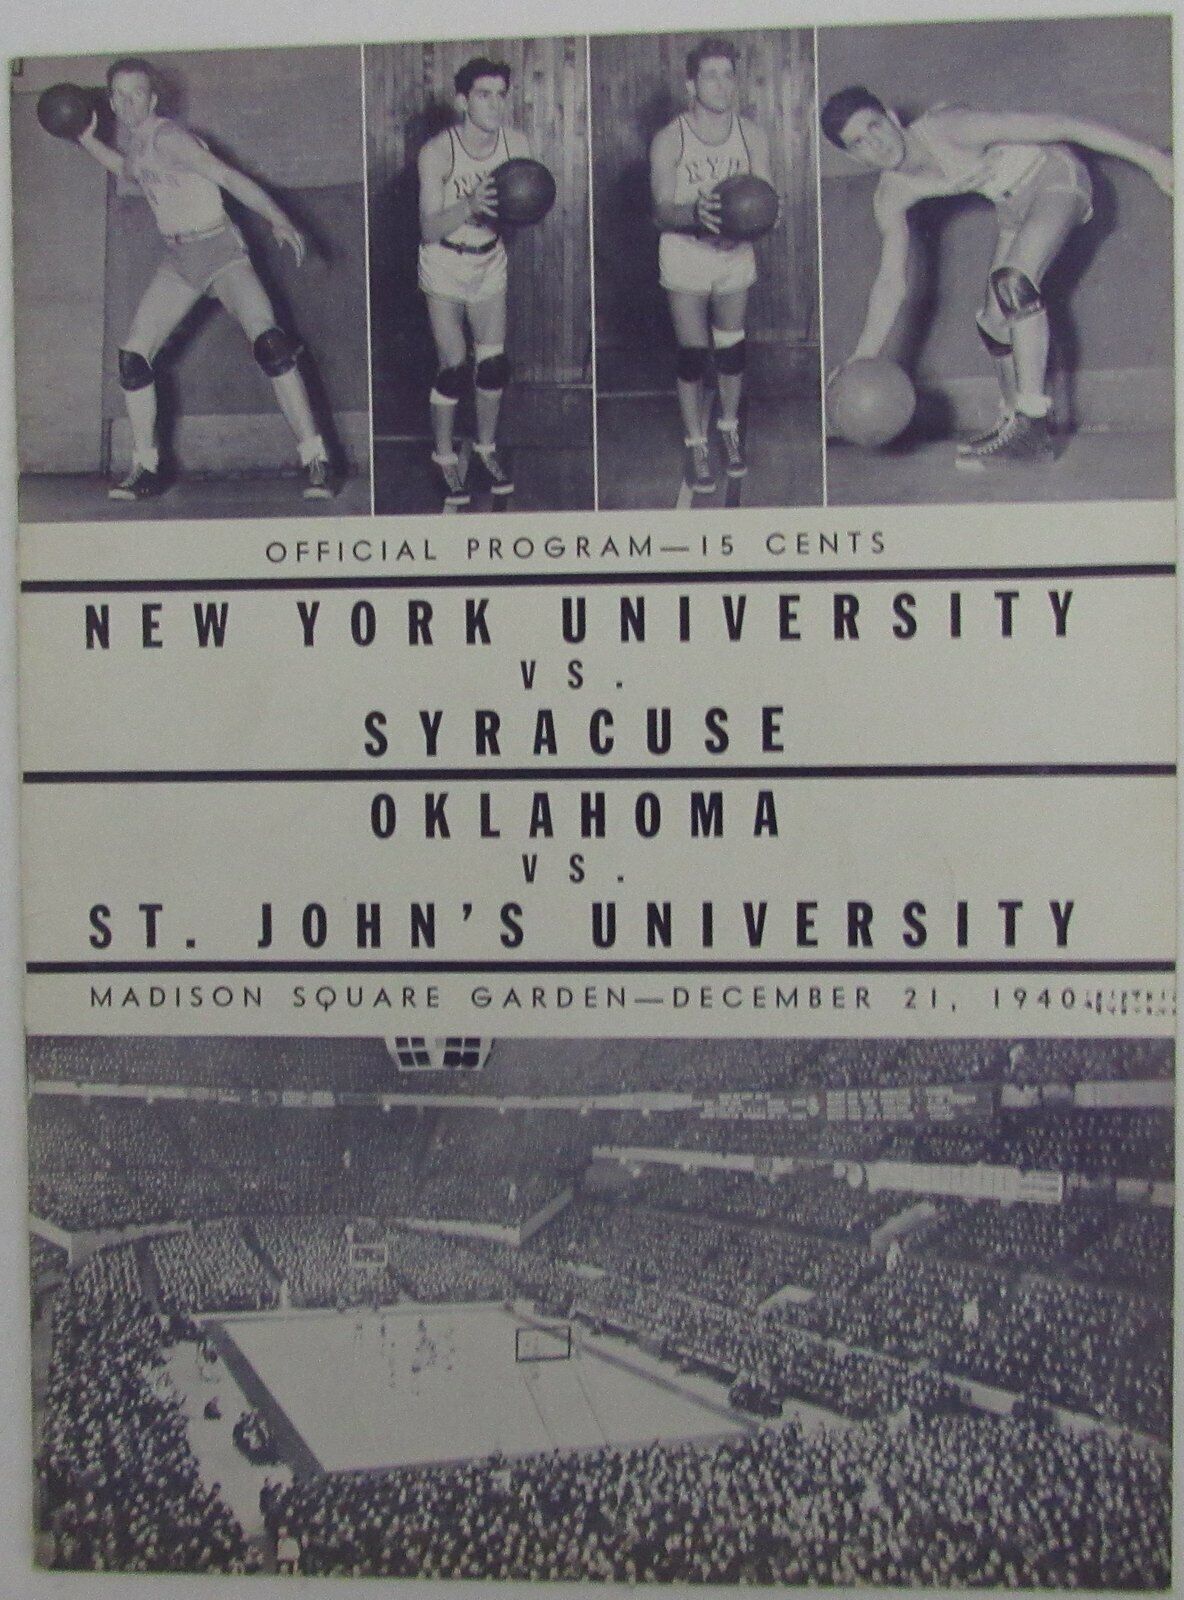 OFFICIAL PROGRAM—15 CENTS
NEW YORK UNIVERSITY
VS.
SYRACUSE
OKLAHOMA
VS.
ST. JOHN'S UNIVERSITY
MADISON SQUARE GARDEN—DECEMBER 21, 1940